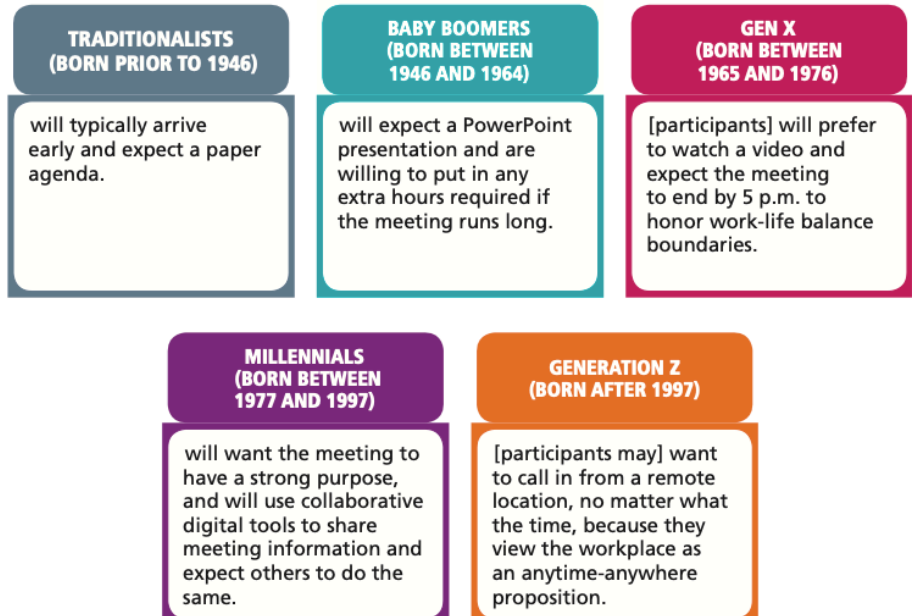 TRADITIONALISTS
(BORN PRIOR TO 1946)
will typically arrive
early and expect a paper
agenda.
BABY BOOMERS
(BORN BETWEEN
1946 AND 1964)
will expect a PowerPoint
presentation and are
willing to put in any
extra hours required if
the meeting runs long.
GEN X
(BORN BETWEEN
1965 AND 1976)
[participants] will prefer
to watch a video and
expect the meeting
to end by 5 p.m. to
honor work-life balance
boundaries.
MILLENNIALS
(BORN BETWEEN
1977 AND 1997)
will want the meeting to
have a strong purpose,
and will use collaborative
digital tools to share
meeting information and
expect others to do the
same.
GENERATION Z
(BORN AFTER 1997)
[participants may] want
to call in from a remote
location, no matter what
the time, because they
view the workplace as
an anytime-anywhere
proposition.